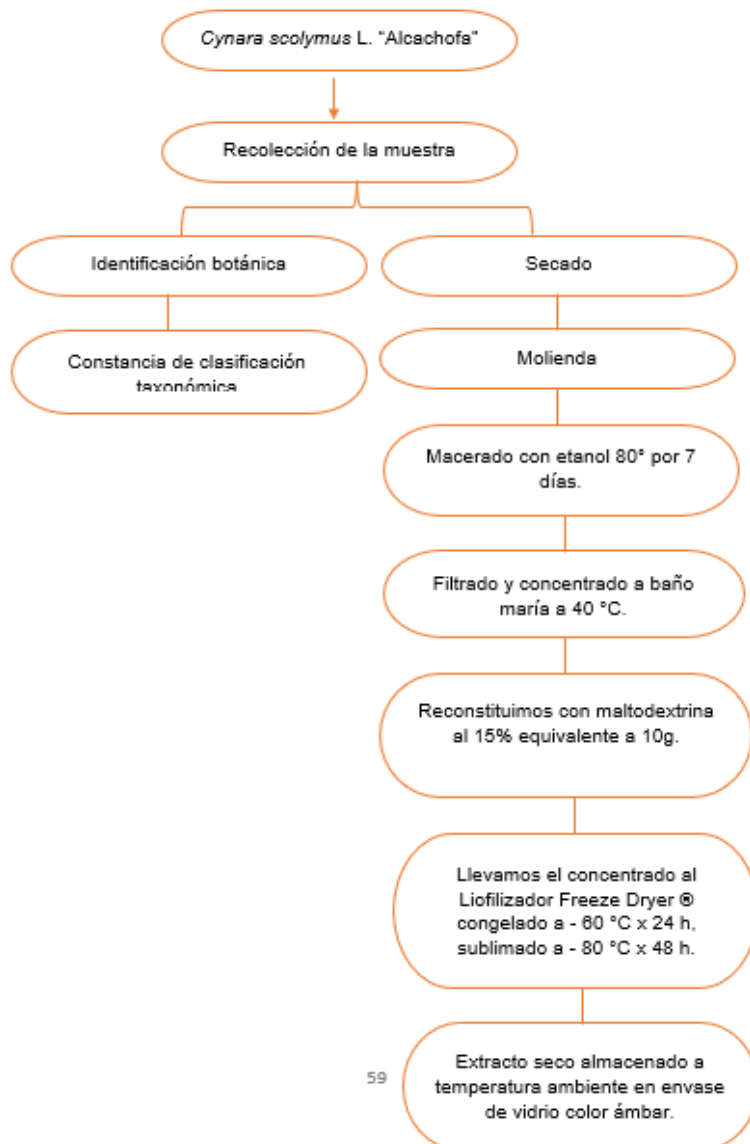 Cynara scolymus L. "Alcachofa"
Recolección de la muestra
Identificación botánica
Secado
Constancia de clasificación
taxonómica
Molienda
Macerado con etanol 80° por 7
días.
Filtrado y concentrado a baño
maría a 40 °C.
Reconstituimos con maltodextrina
al 15% equivalente a 10g.
Llevamos el concentrado al
Liofilizador Freeze Dryer ®
congelado a - 60 °C x 24 h,
sublimado a - 80 °C x 48 h.
Extracto seco almacenado a
temperatura ambiente en envase
de vidrio color ámbar.
59